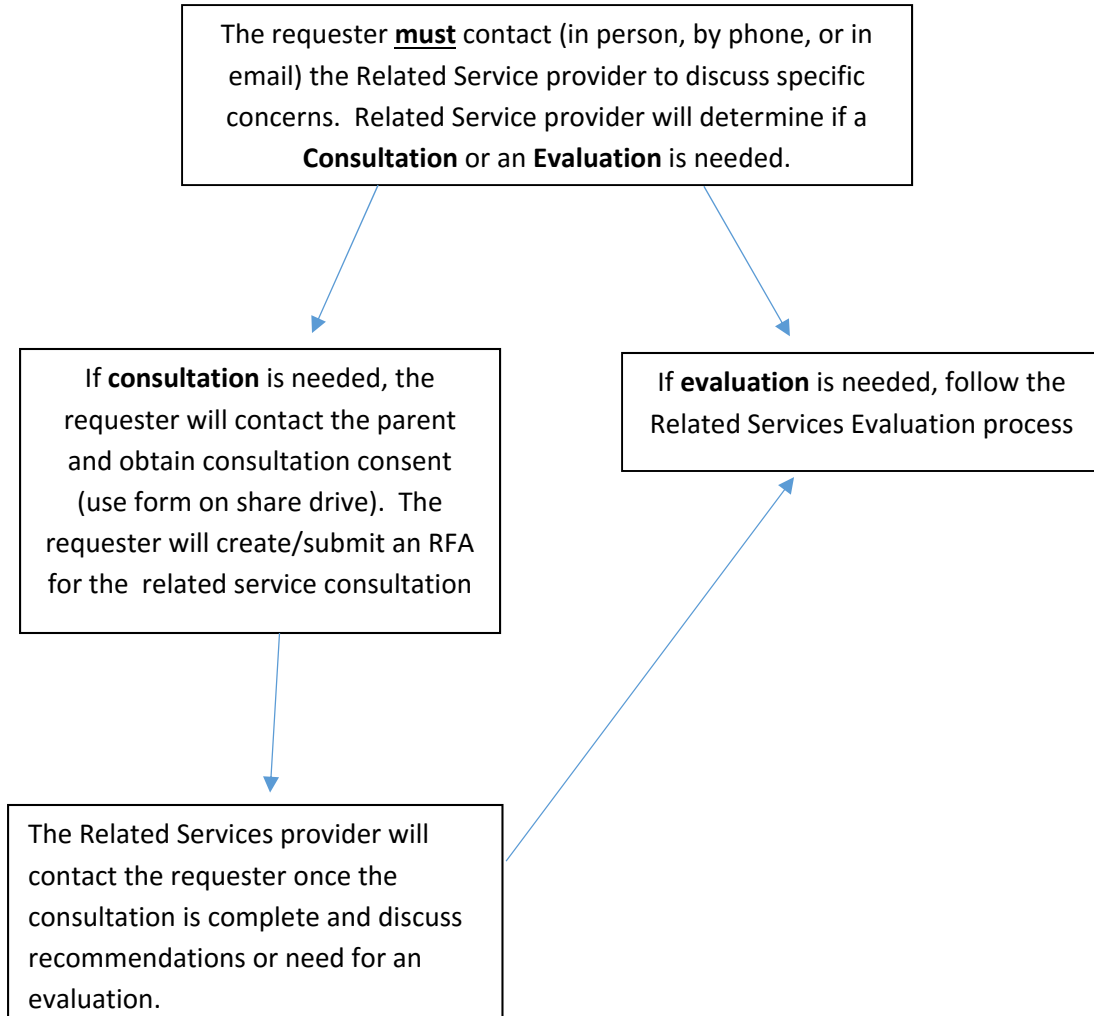 The requester must contact (in person, by phone, or in
email) the Related Service provider to discuss specific
concerns.  Related Service provider will determine if a
Consultation or an Evaluation is needed.
If consultation is needed, the
requester will contact the parent
and obtain consultation consent
(use form on share drive).  The
requester will create/submit an RFA
for the  related service consultation
If evaluation is needed, follow the
Related Services Evaluation process
The Related Services provider will
contact the requester once the
consultation is complete and discuss
recommendations or need for an
evaluation.